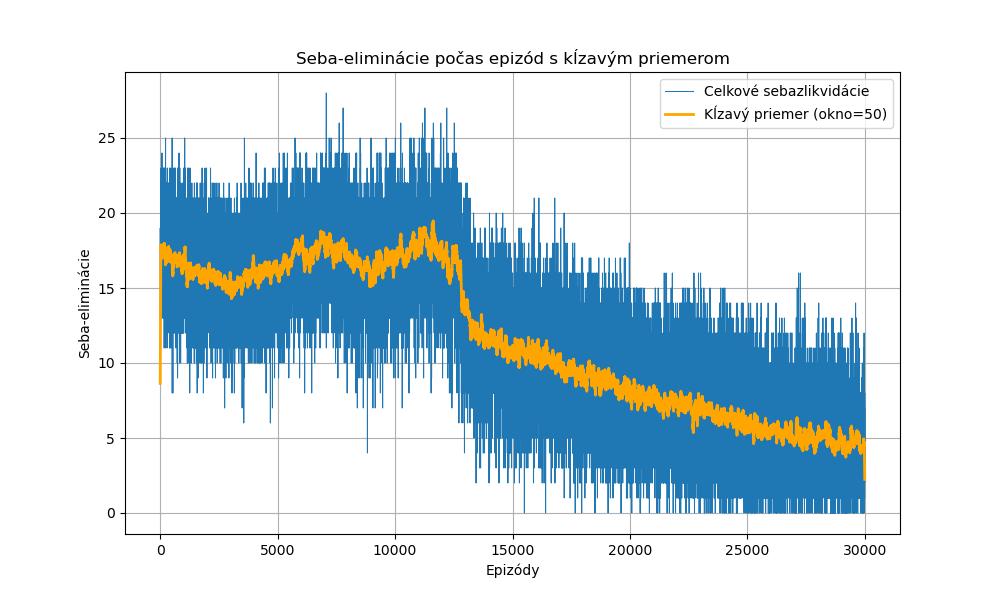 Seba-eliminácie počas epizód s kĺzavým priemerom
Celkové sebazlikvidácie
Kĺzavý priemer (okno=50)
Seba-eliminácie
25
20
15
10
5
0
0 5000 10000 15000 20000 25000 30000
Epizódy